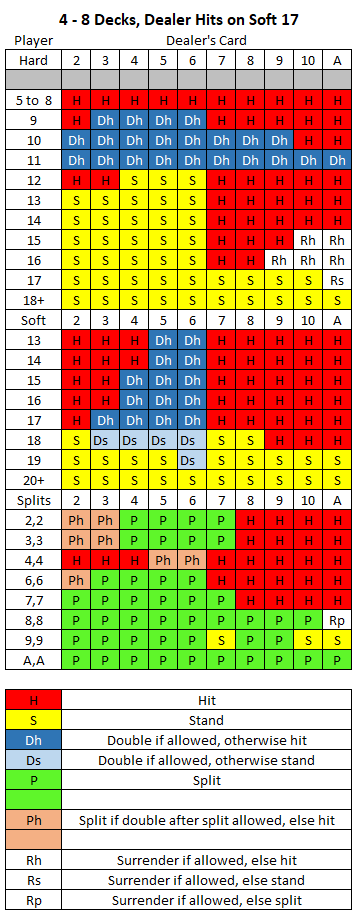 4 - 8 Decks, Dealer Hits on Soft 17
Player Dealer's Card
Hard 2 3 4 5 6 7 8 9 10 A
5 to 8 H H H H H H H H H H
9 H Dh Dh Dh Dh H H H H H
10 Dh Dh Dh Dh Dh Dh Dh Dh H H
11 Dh Dh Dh Dh Dh Dh Dh Dh Dh Dh
12 H H S S S H H H H H
13 S S S S S H H H H H
14 S S S S S H H H H H
15 S S S S S H H H Rh Rh
16 S S S S S H H Rh Rh Rh
17 S S S S S S S S S Rs
18+ S S S S S S S S S S
Soft 2 3 4 5 6 7 8 9 10 A
13 H H H Dh Dh H H H H H
14 H H H Dh Dh H H H H H
15 H H Dh Dh Dh H H H H H
16 H H Dh Dh Dh H H H H H
17 H Dh Dh Dh Dh H H H H H
18 S Ds Ds Ds Ds S S H H H
19 S S S S Ds S S S S S
20+ S S S S S S S S S S
Splits 2 3 4 5 6 7 8 9 10 A
2,2 Ph Ph P P P P H H H H
3,3 Ph Ph P P P P H H H H
4,4 H H H Ph Ph H H H H H
6,6 Ph P P P P H H H H H
7,7 P P P P P P H H H H
8,8 P P P P P P P P P Rp
9,9 P P P P P S P P S S
A,A P P P P P P P P P P
H Hit
S Stand
Dh Double if allowed, otherwise hit
Ds Double if allowed, otherwise stand
P Split
Ph Split if double after split allowed, else hit
Rh Surrender if allowed, else hit
Rs Surrender if allowed, else stand
Rp Surrender if allowed, else split